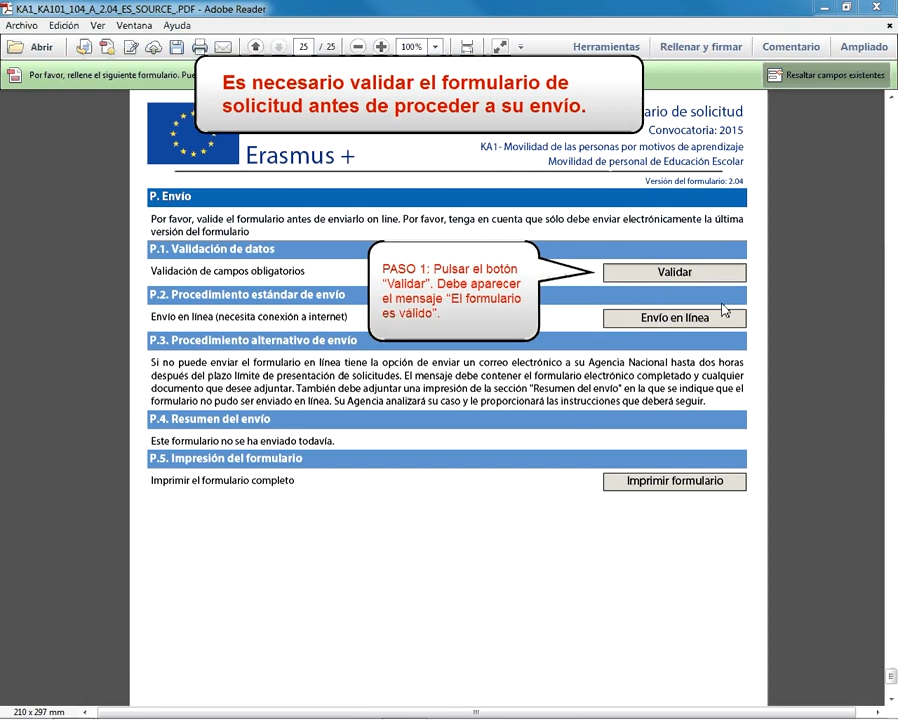 KA1_KA101_104_A_2.04_ES_SOURCE_.PDF - Adobe Reader
Archivo Edición Ver Ventana Ayuda
Abrir 25 / 25 100% Herramientas Rellenar y firmar Comentario Ampliado
Por favor, rellene el siguiente formulario. Pue Resaltar campos existentes
Es necesario validar el formulario de
solicitud antes de proceder a su envío.
ario de solicitud
Convocatoria: 2015
Erasmus +
KA1- Movilidad de las personas por motivos de aprendizaje
Movilidad de personal de Educación Escolar
Versión del formulario: 2.04
P. Envío
Por favor, valide el formulario antes de enviarlo on line. Por favor, tenga en cuenta que sólo debe enviar electrónicamente la última
versión del formulario
P.1. Validación de datos
Validación de campos obligatorios
Validar
PASO 1: Pulsar el botón
“Validar”. Debe aparecer
el mensaje “El formulario
es válido”.
P.2. Procedimiento estándar de envío
Envío en línea (necesita conexión a internet)
Envío en línea
P.3. Procedimiento alternativo de envío
Si no puede enviar el formulario en línea tiene la opción de enviar un correo electrónico a su Agencia Nacional hasta dos horas
después del plazo límite de presentación de solicitudes. El mensaje debe contener el formulario electrónico completado y cualquier
documento que desee adjuntar. También debe adjuntar una impresión de la sección "Resumen del envío" en la que se indique que el
formulario no pudo ser enviado en línea. Su Agencia analizará su caso y le proporcionará las instrucciones que deberá seguir.
P.4. Resumen del envío
Este formulario no se ha enviado todavía.
P.5. Impresión del formulario
Imprimir el formulario completo
Imprimir formulario
210 x 297 mm